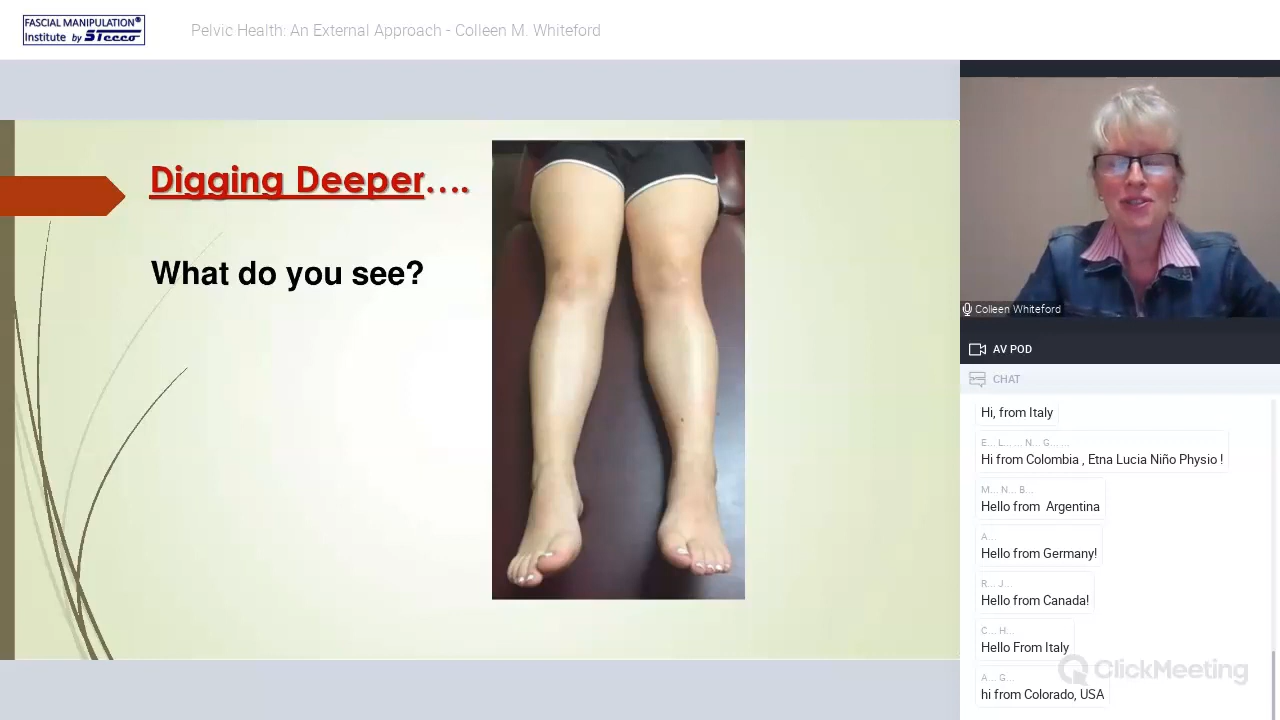 FASCIAL MANIPULATION®
Institute by STECCO
Pelvic Health: An External Approach - Colleen M. Whiteford
Digging Deeper....
What do you see?
Colleen Whiteford
AV POD
CHAT
Hi, from Italy
E... L... ... N... G... ...
Hi from Colombia , Etna Lucia Niño Physio !
M... N... B...
Hello from Argentina
A...
Hello from Germany!
R... J...
Hello from Canada!
C... H...
Hello From Italy
A... G...
hi from Colorado, USA
ClickMeeting